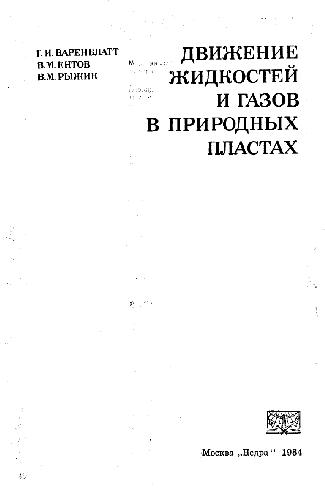 Г. И. БАРЕНБЛАТТ
В. М. ЕНТОВ
В. М. РЫЖИК
ДВИЖЕНИЕ
ЖИДКОСТЕЙ
И ГАЗОВ
В ПРИРОДНЫХ
ПЛАСТАХ
Москва „Недра" 1984